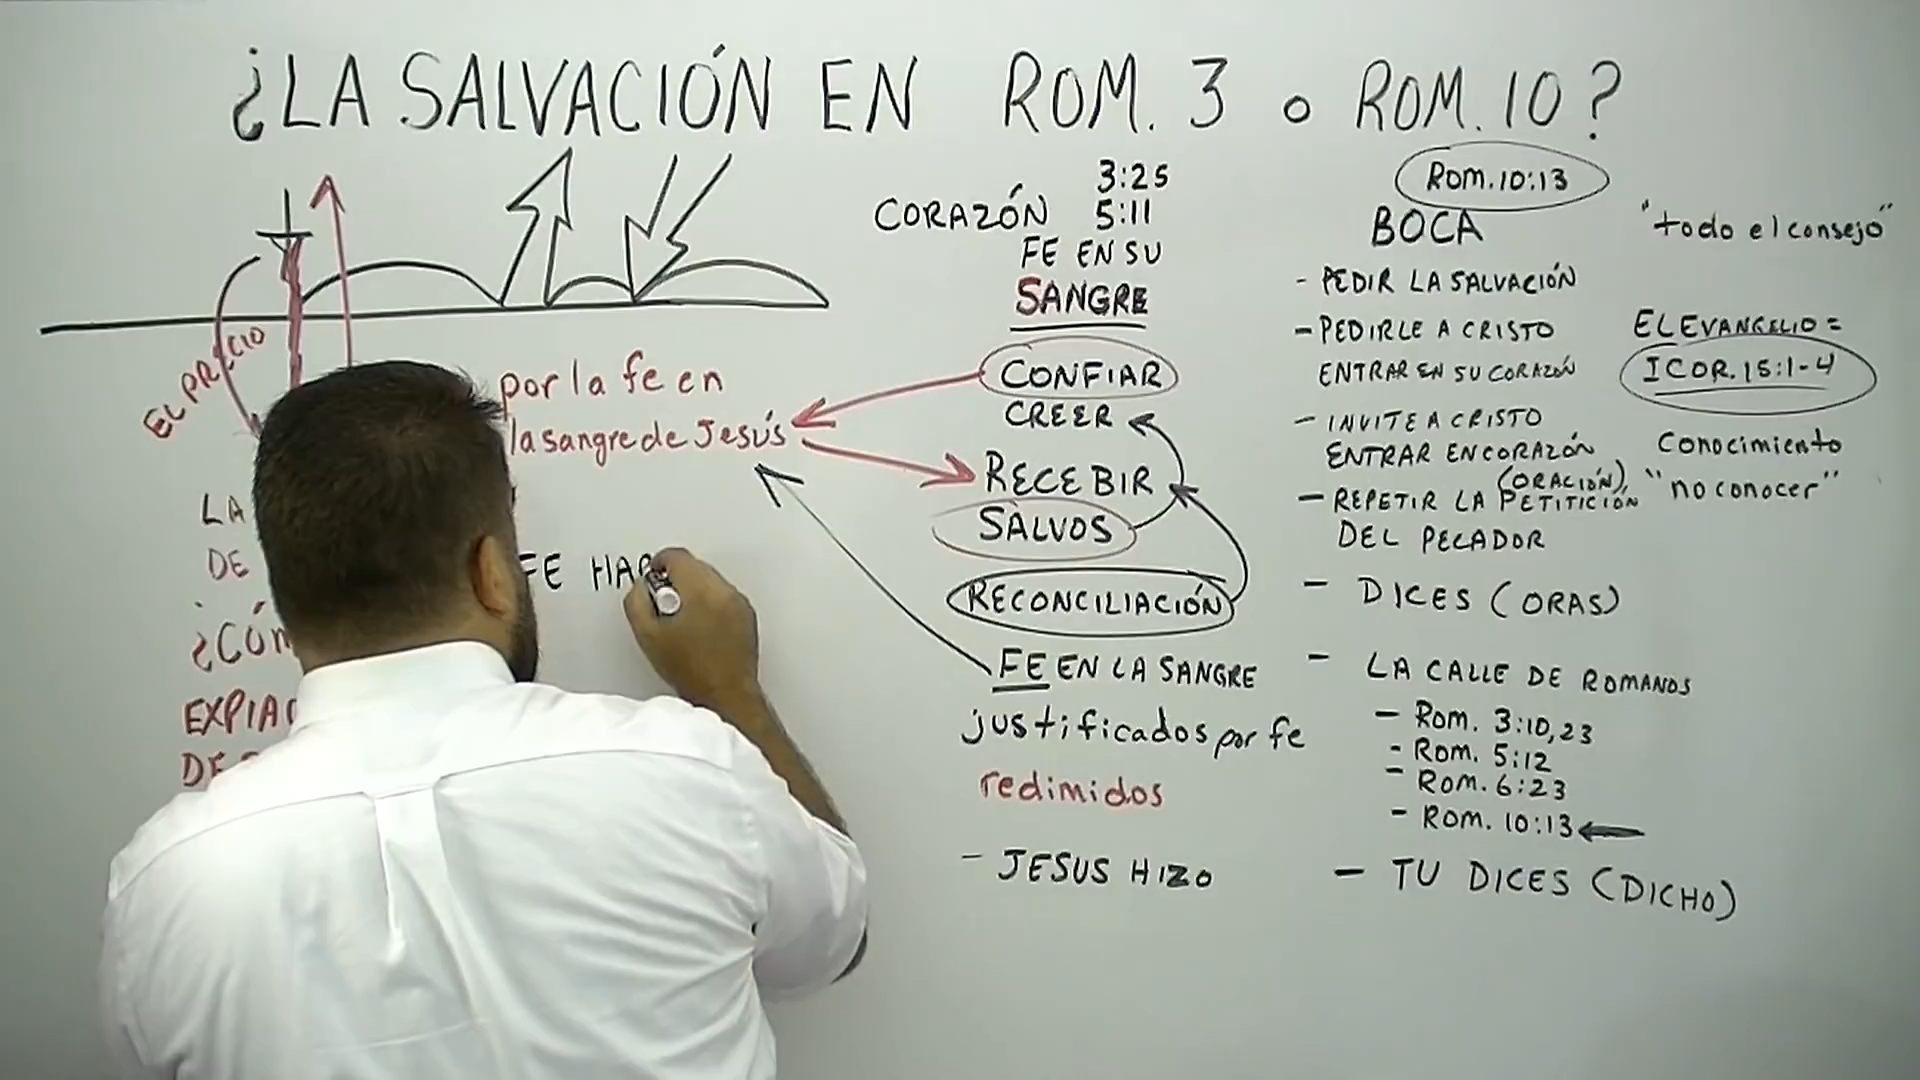 ¿LA SALVACIÓN EN ROM. 3 o ROM. 10?
EL PRECIO
por la fe en
la sangre de Jesús
LA
DE
FE HA
¿CÓM
EXPIAC
DE
3:25
CORAZÓN 5:11
FE EN SU
SANGRE
CONFIAR
CREER
RECEBIR
SALVOS
RECONCILIACIÓN
FE EN LA SANGRE
justificados por fe
redimidos
- JESUS HIZO
Rom. 10:13
BOCA
- PEDIR LA SALVACIÓN
- PEDIRLE A CRISTO
ENTRAR EN SU CORAZÓN
- INVITE A CRISTO
ENTRAR EN CORAZÓN
(ORACIÓN),
- REPETIR LA PETITICIÓN
DEL PECADOR
- DICES (ORAS)
- LA CALLE DE ROMANOS
- Rom. 3:10,23
- Rom. 5:12
- Rom. 6:23
- Rom. 10:13
- TU DICES (DICHO)
"todo el consejo"
EL EVANGELIO =
I COR. 15:1-4
Conocimiento
"no conocer"